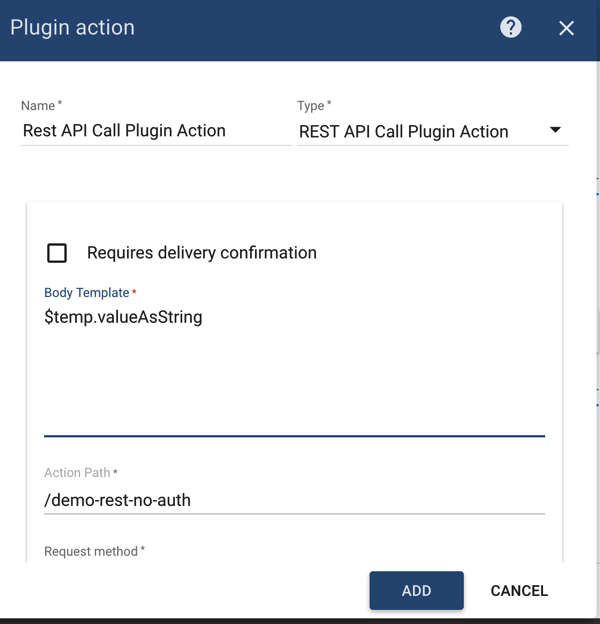 Plugin action
?
Name *
Type *
Rest API Call Plugin Action
REST API Call Plugin Action
Requires delivery confirmation
Body Template *
$temp.valueAsString
Action Path *
/demo-rest-no-auth
Request method *
ADD
CANCEL